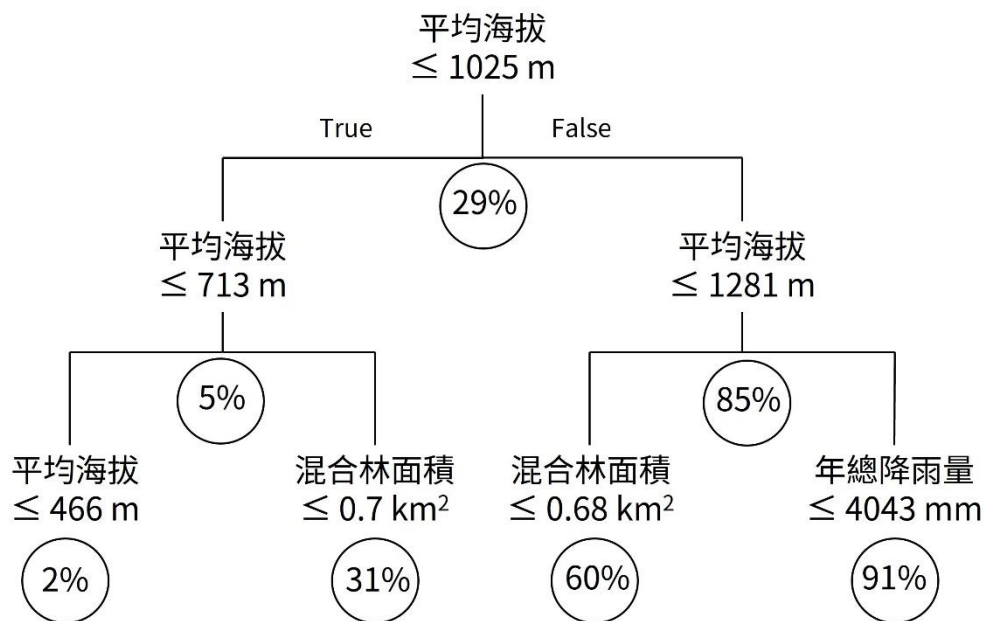 平均海拔
≤ 1025 m
True
False
29%
平均海拔
≤ 713 m
平均海拔
≤ 1281 m
5%
85%
平均海拔
≤ 466 m
混合林面積
≤ 0.7 km²
混合林面積
≤ 0.68 km²
年總降雨量
≤ 4043 mm
2%
31%
60%
91%